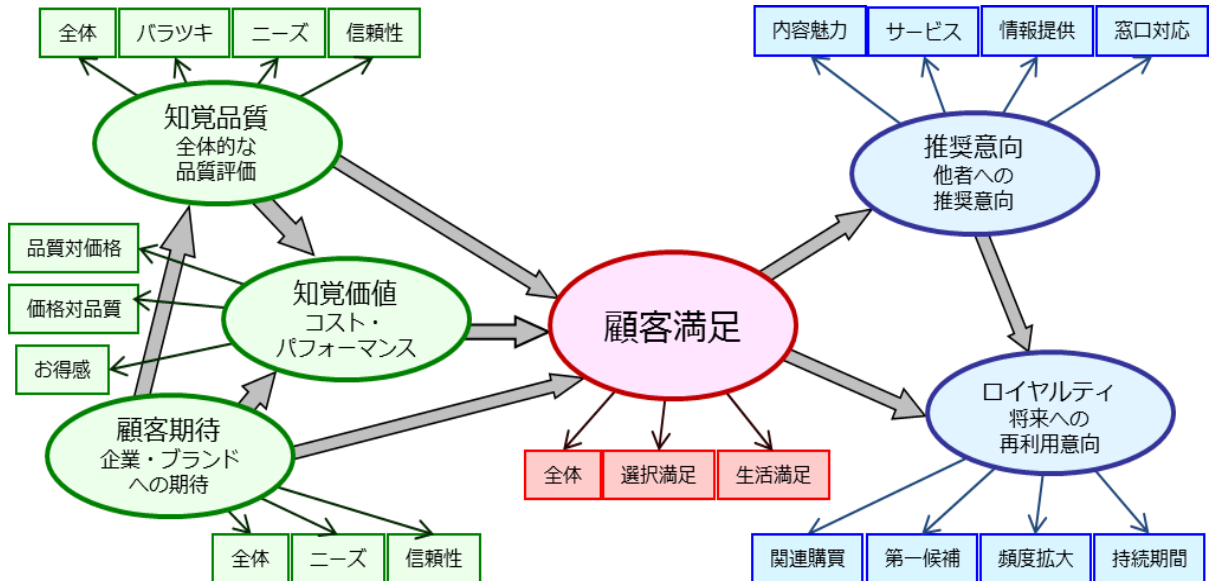 全体
バラツキ
ニーズ
信頼性
内容魅力
サービス
情報提供
窓口対応
知覚品質
全体的な
品質評価
推奨意向
他者への
推奨意向
品質対価格
価格対品質
お得感
知覚価値
コスト・
パフォーマンス
顧客満足
顧客期待
企業・ブランド
への期待
ロイヤルティ
将来への
再利用意向
全体
選択満足
生活満足
全体
ニーズ
信頼性
関連購買
第一候補
頻度拡大
持続期間